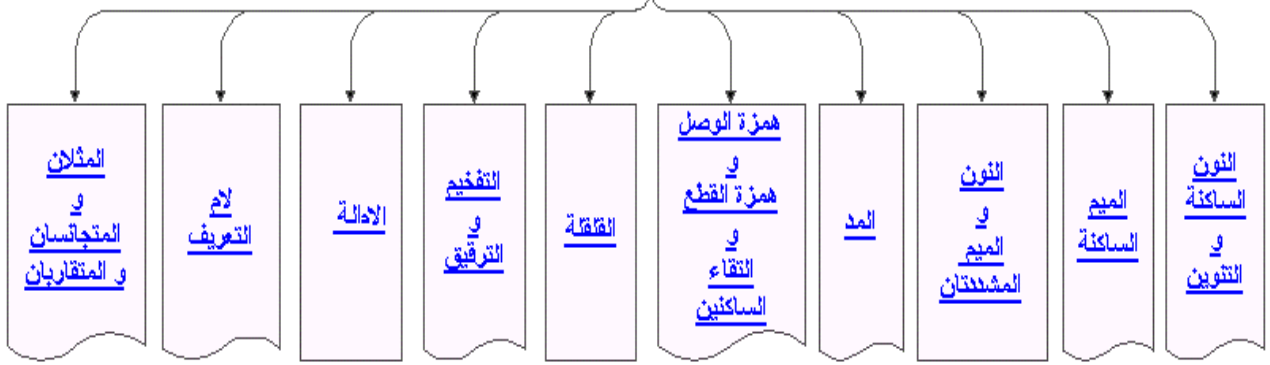 النون
الساكنة
و
التنوين
الميم
الساكنة
النون
و
الميم
المشددتان
المد
همزة الوصل
و
همزة القطع
و
التقاء
الساكنين
القلقلة
التفخيم
و
الترقيق
الامالة
لام
التعريف
المثلان
و
المتجانسان
و المتقاربان